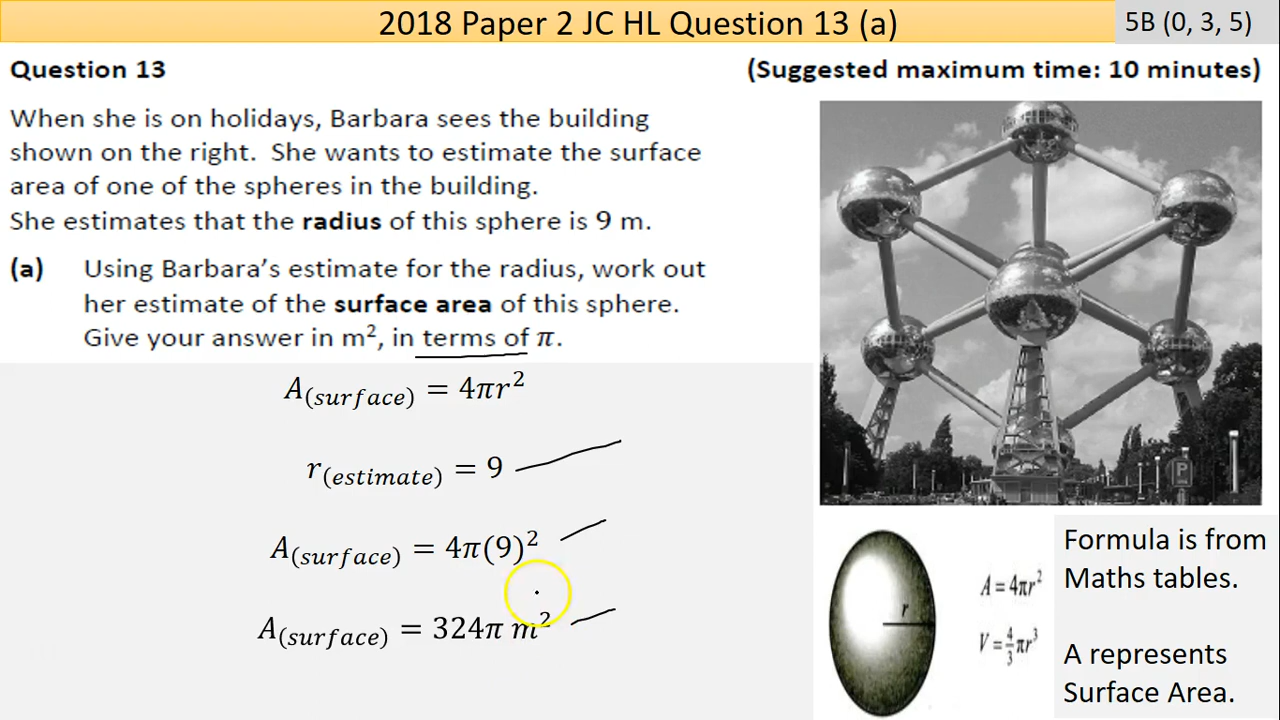 2018 Paper 2 JC HL Question 13 (a)
5B (0, 3, 5)
Question 13
(Suggested maximum time: 10 minutes)
When she is on holidays, Barbara sees the building
shown on the right. She wants to estimate the surface
area of one of the spheres in the building.
She estimates that the radius of this sphere is 9 m.
(a) Using Barbara's estimate for the radius, work out
her estimate of the surface area of this sphere.
Give your answer in m², in terms of π.
A(surface) = 4πr²
r(estimate) = 9
A(surface) = 4π(9)²
A(surface) = 324π m²
P
r
A = 4πr²
V = 4/3 πr³
Formula is from
Maths tables.
A represents
Surface Area.